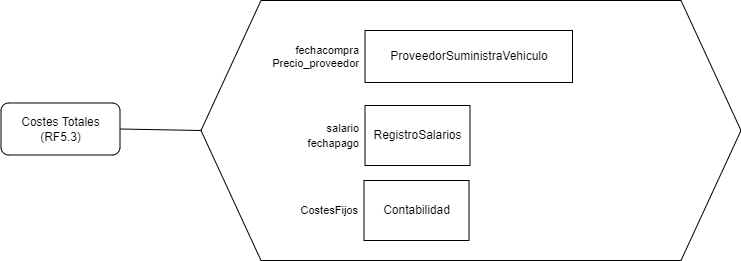 Costes Totales
(RF5.3)
fechacompra
Precio_proveedor
ProveedorSuministraVehiculo
salario
fechapago
RegistroSalarios
CostesFijos
Contabilidad